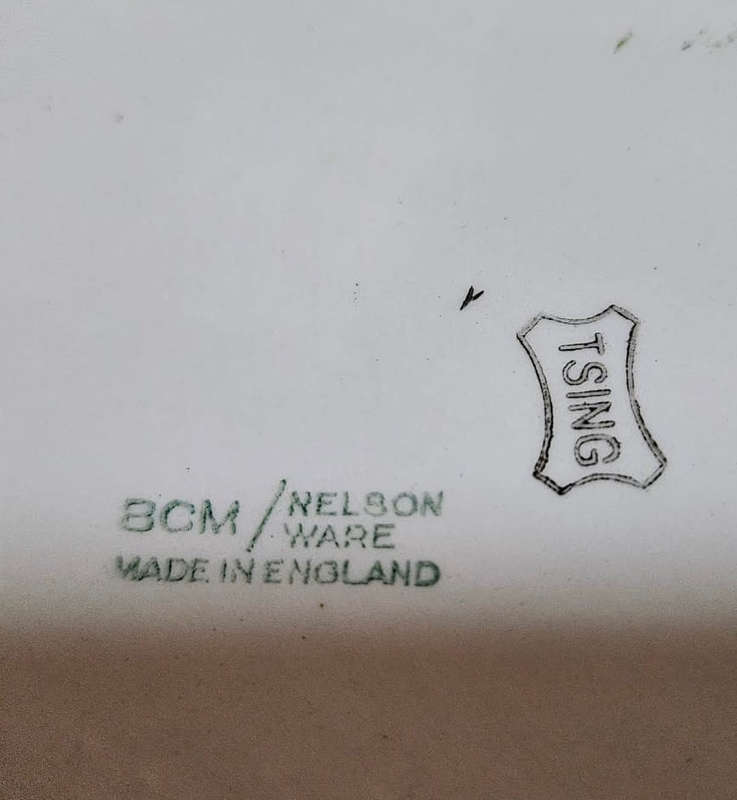 TSING
BCM / NELSON
WARE
MADE IN ENGLAND